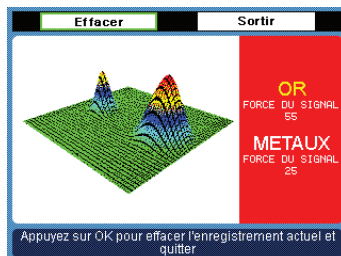 Effacer
Sortir
OR
FORCE DU SIGNAL
55
METAUX
FORCE DU SIGNAL
25
Appuyez sur OK pour effacer l'enregistrement actuel et
quitter